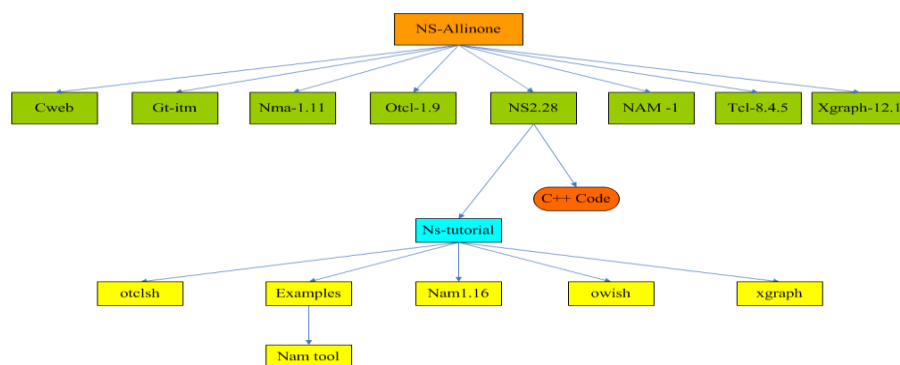 NS-Allinone
Cweb
Gt-itm
Nma-1.11
Otcl-1.9
NS2.28
NAM -1
Tcl-8.4.5
Xgraph-12.1
C++ Code
Ns-tutorial
otclsh
Examples
Nam1.16
owish
xgraph
Nam tool